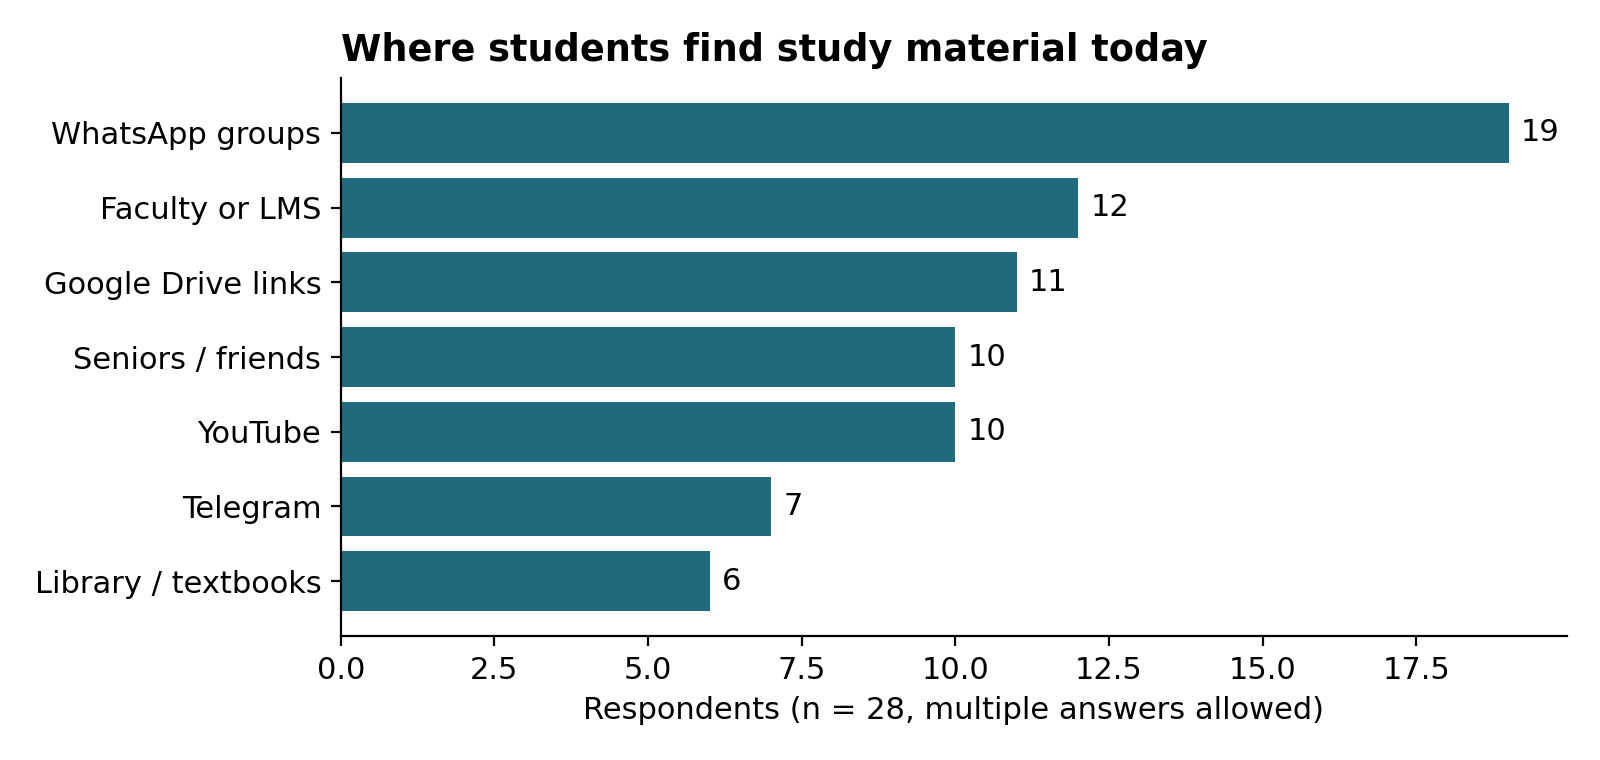 Where students find study material today
WhatsApp groups 19
Faculty or LMS 12
Google Drive links 11
Seniors / friends 10
YouTube 10
Telegram 7
Library / textbooks 6
0.0 2.5 5.0 7.5 10.0 12.5 15.0 17.5
Respondents (n = 28, multiple answers allowed)